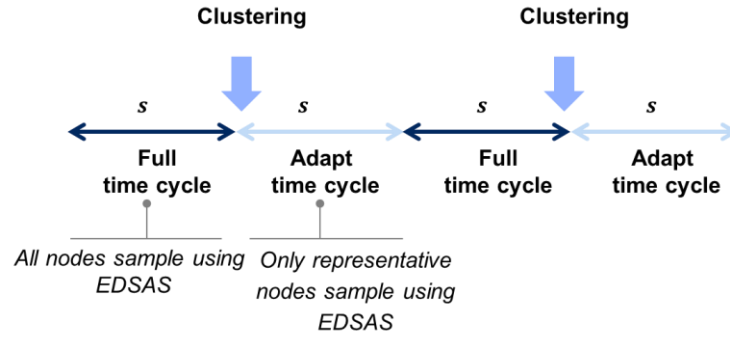 Clustering Clustering
s s s s
Full Adapt Full Adapt
time cycle time cycle time cycle time cycle
All nodes sample using
EDSAS
Only representative
nodes sample using
EDSAS